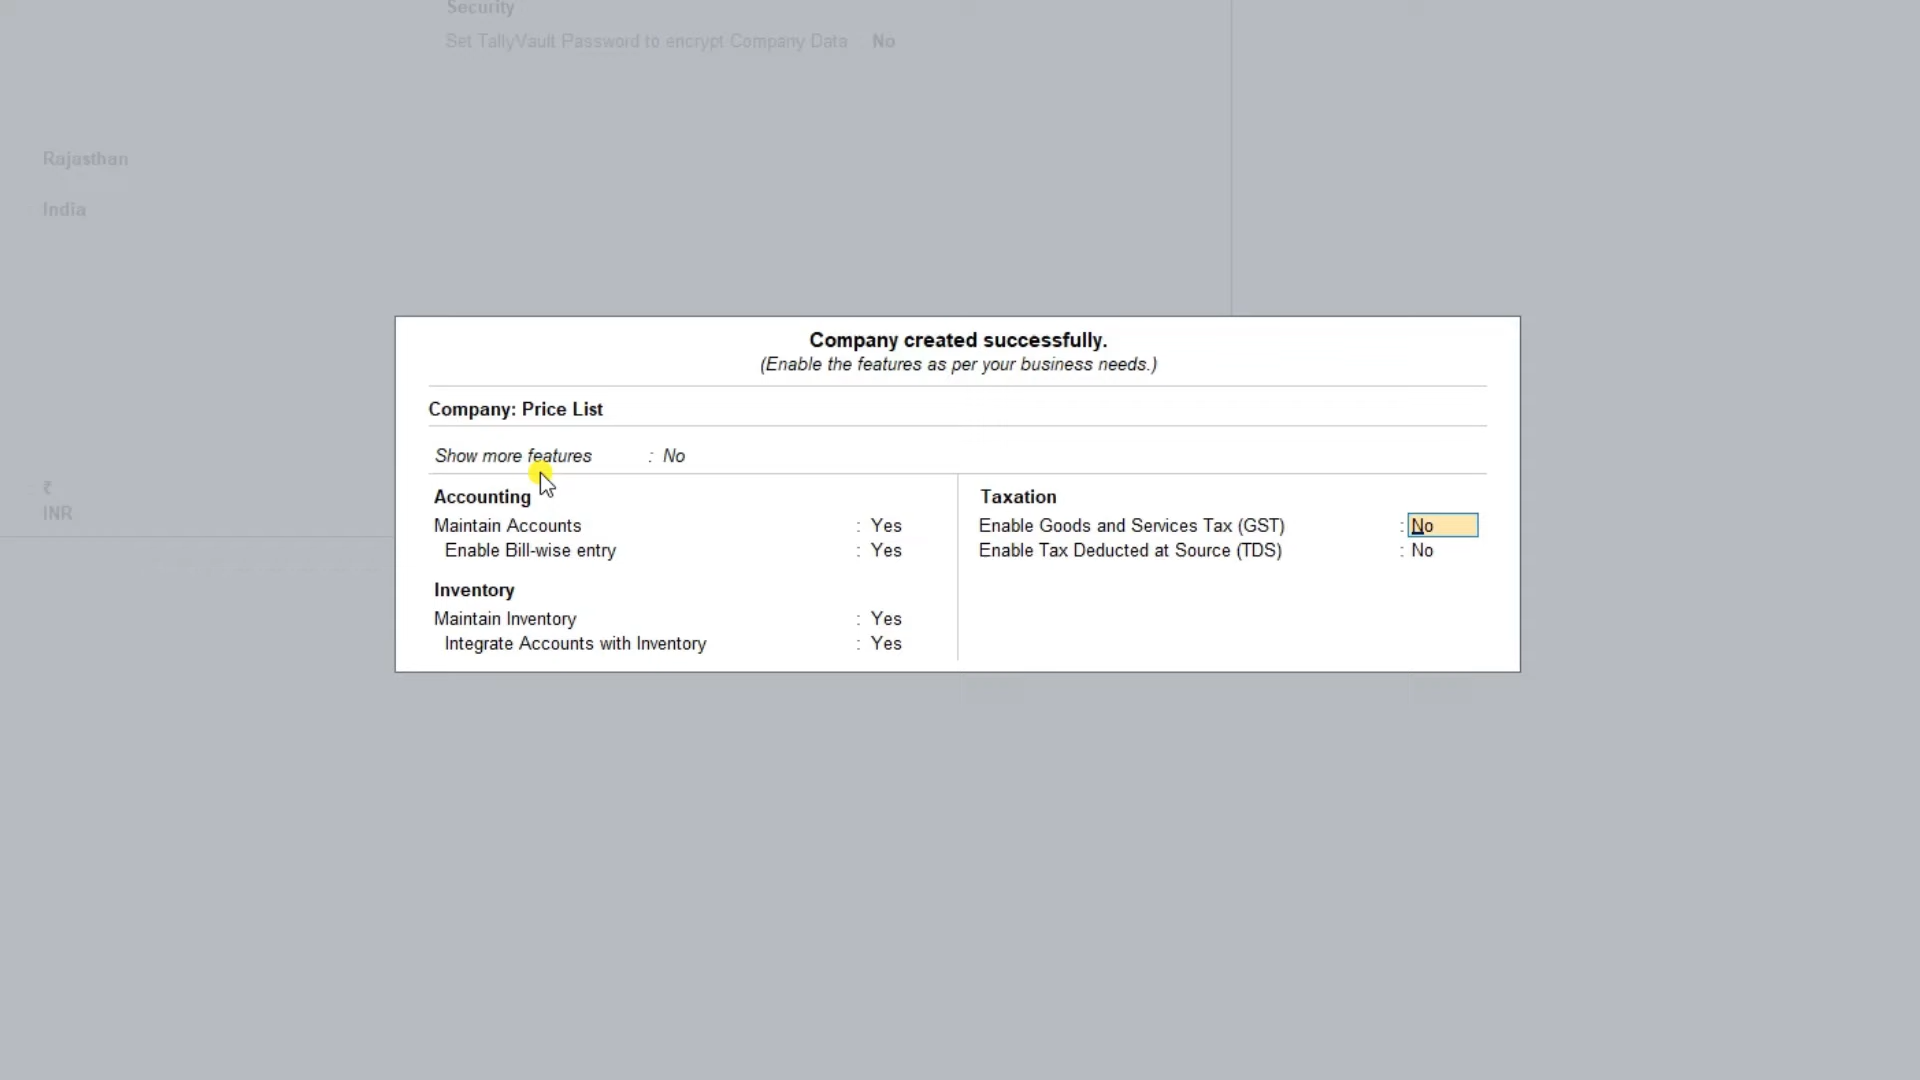 Security
Set TallyVault Password to encrypt Company Data : No
Rajasthan
India
₹
INR
Company created successfully.
(Enable the features as per your business needs.)
Company: Price List
Show more features : No
Accounting
Maintain Accounts : Yes
Enable Bill-wise entry : Yes
Inventory
Maintain Inventory : Yes
Integrate Accounts with Inventory : Yes
Taxation
Enable Goods and Services Tax (GST) : No
Enable Tax Deducted at Source (TDS) : No